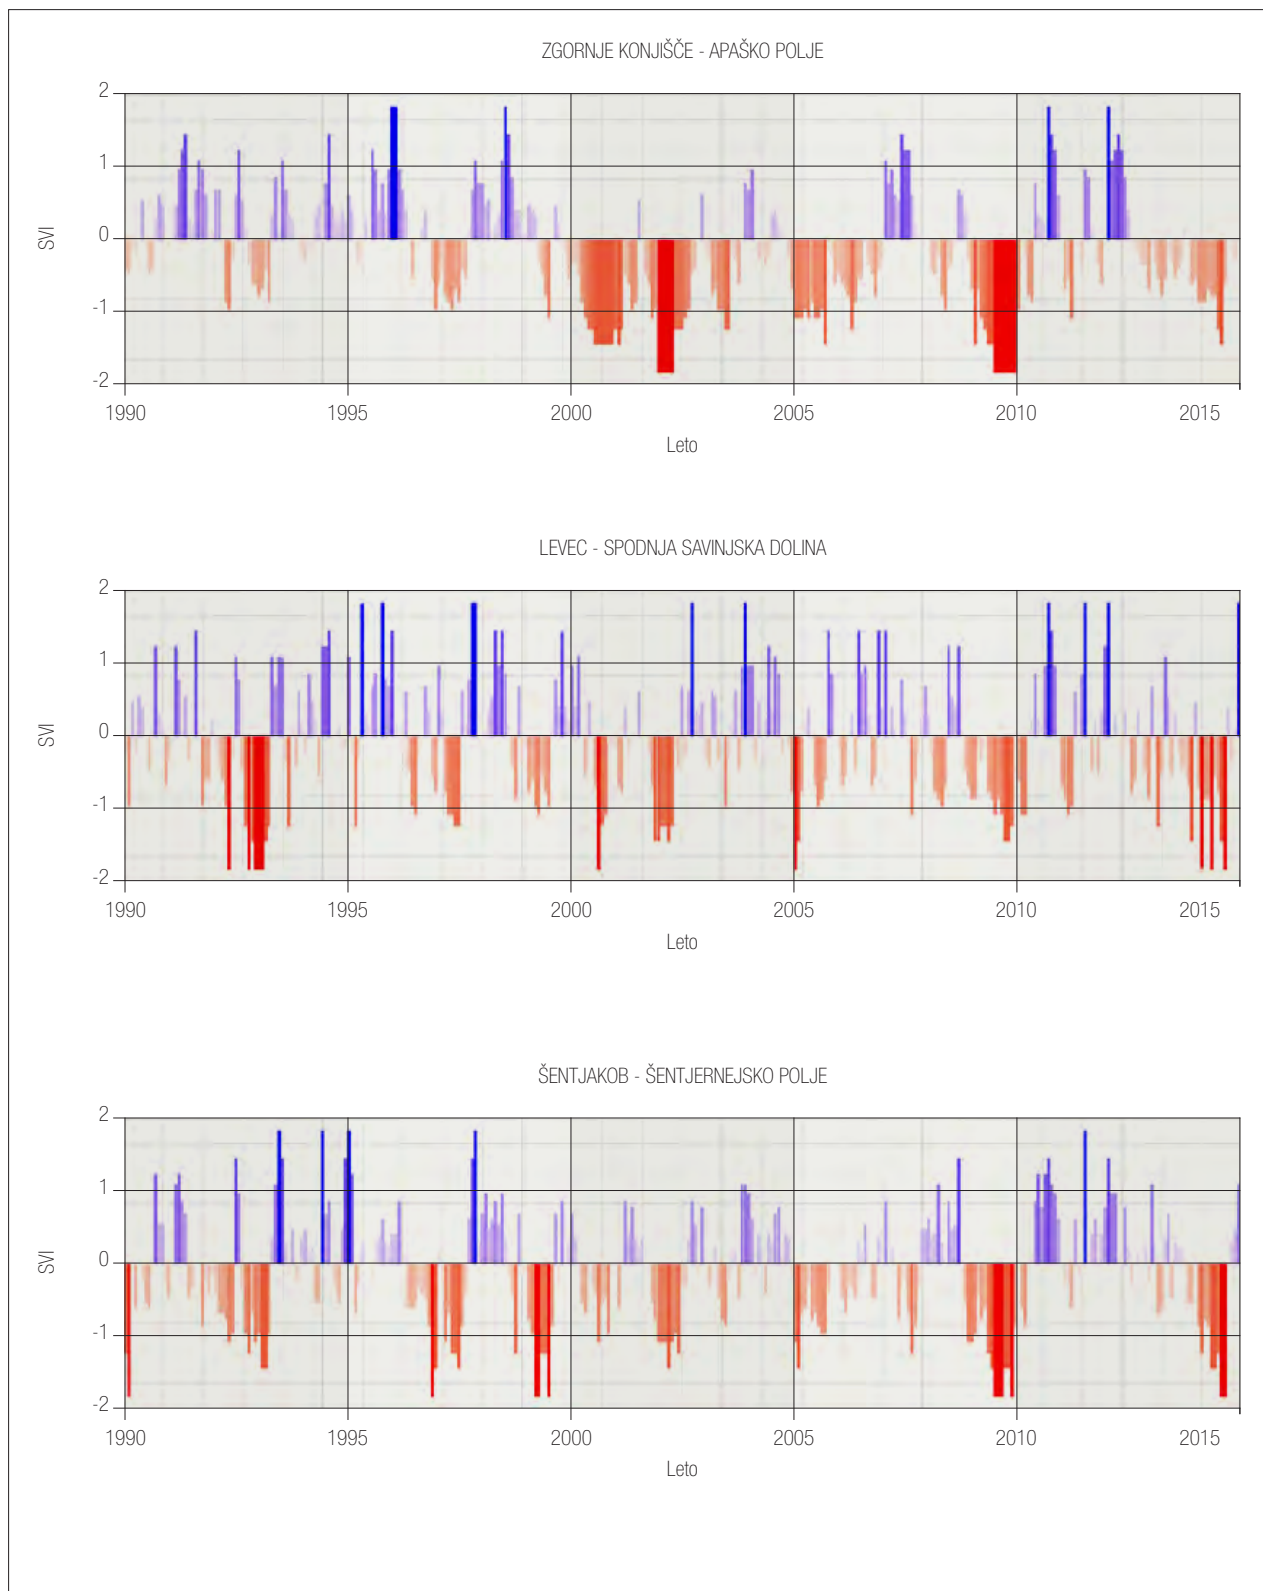 ZGORNJE KONJIŠČE - APAŠKO POLJE
2
1
0
-1
-2
SVI
1990 1995 2000 2005 2010 2015
Leto
LEVEC - SPODNJA SAVINJSKA DOLINA
2
1
0
-1
-2
SVI
1990 1995 2000 2005 2010 2015
Leto
ŠENTJAKOB - ŠENTJERNEJSKO POLJE
2
1
0
-1
-2
SVI
1990 1995 2000 2005 2010 2015
Leto